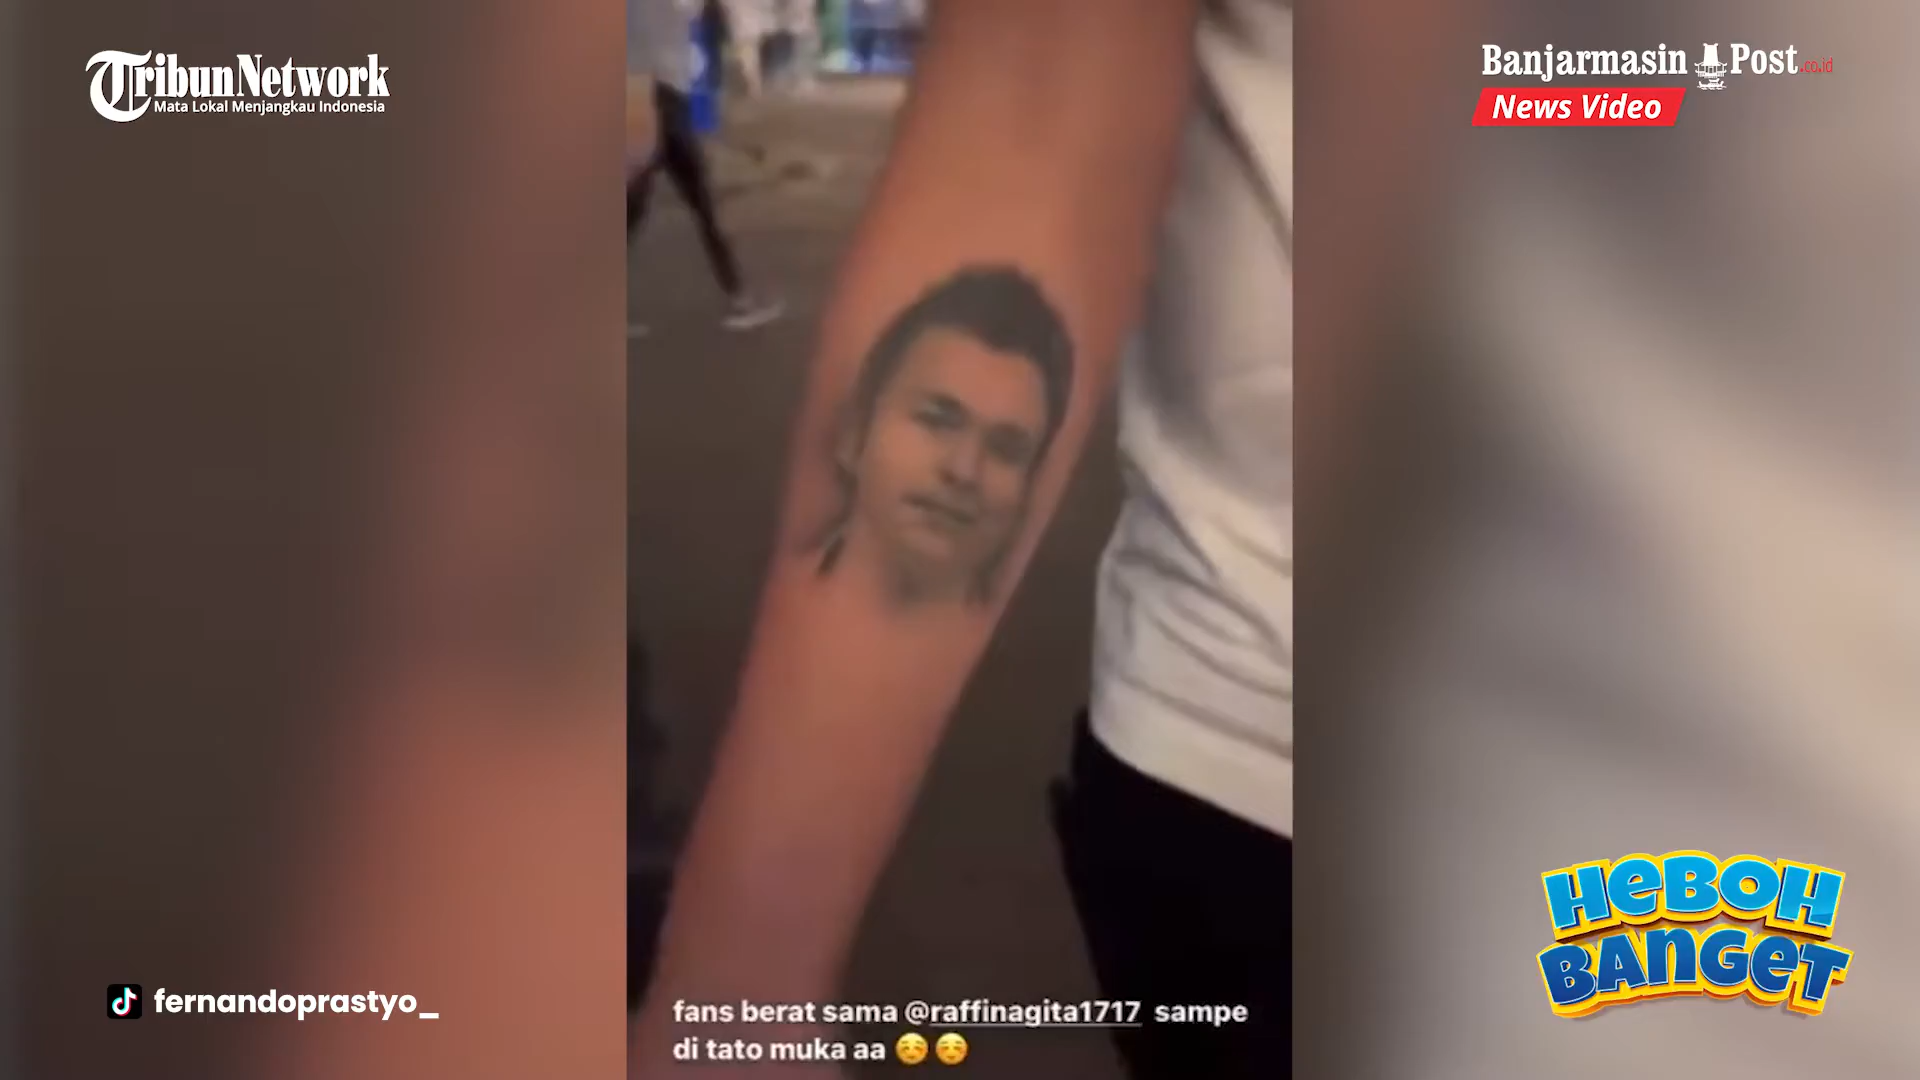 TribunNetwork
Mata Lokal Menjangkau Indonesia
Banjarmasin Post.co.id
News Video
fans berat sama @raffinagita1717 sampe
di tato muka aa ☺️☺️
fernandoprastyo_
HEBOH
BANGET